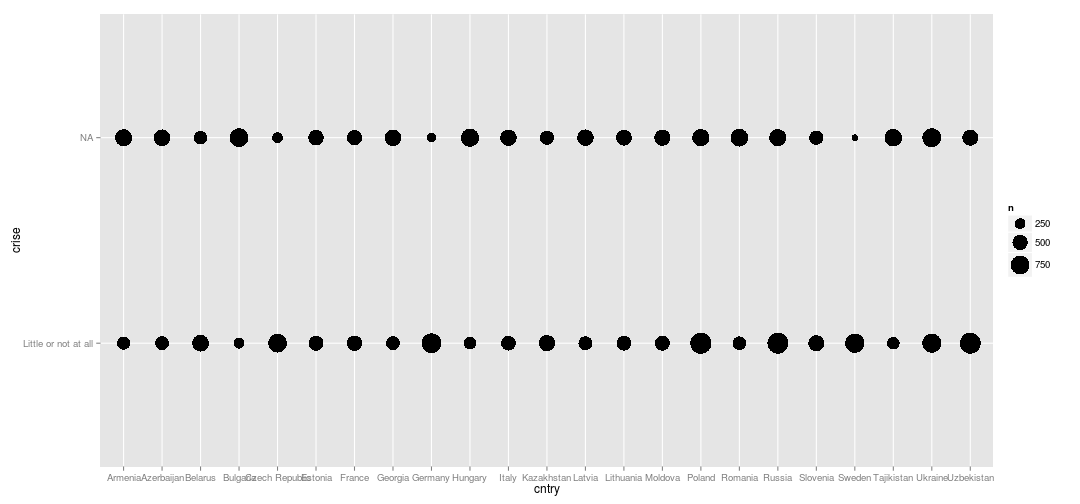 NA
crise
Little or not at all
Armenia Azerbaijan Belarus Bulgaria Czech Republic Estonia France Georgia Germany Hungary Italy Kazakhstan Latvia Lithuania Moldova Poland Romania Russia Slovenia Sweden Tajikistan Ukraine Uzbekistan
cntry
n
250
500
750